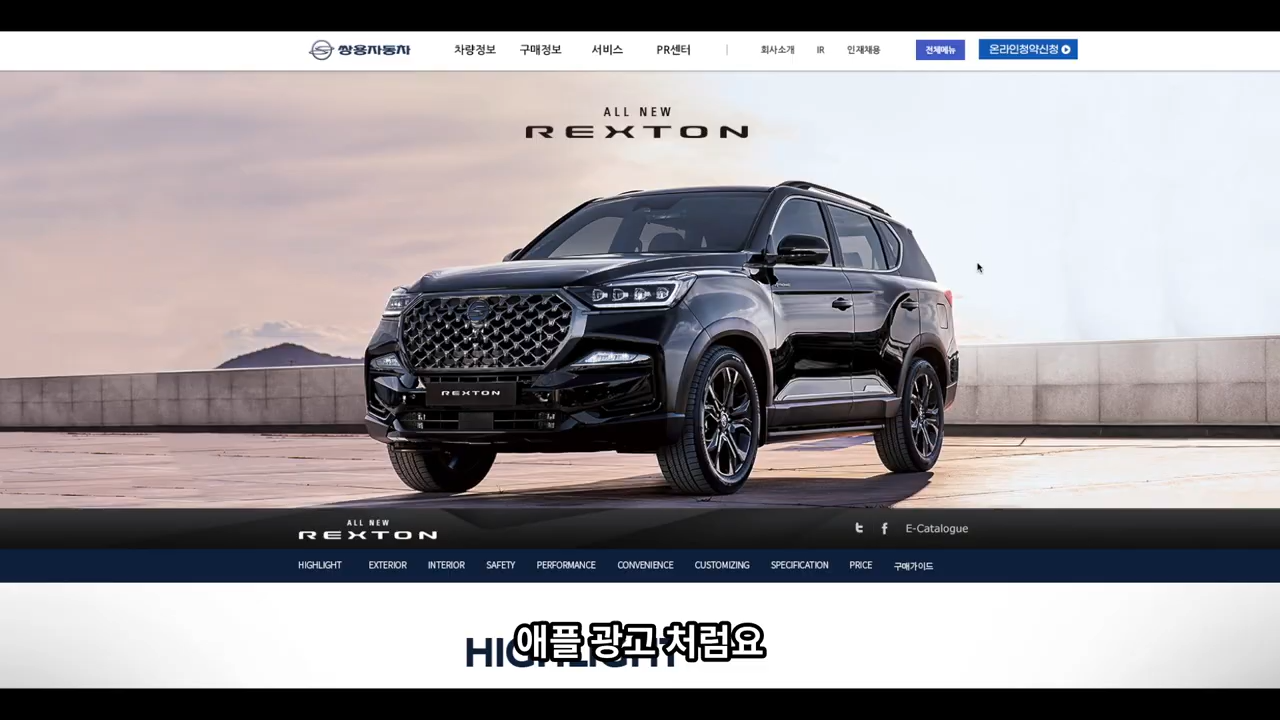 쌍용자동차 차량정보 구매정보 서비스 PR센터 회사소개 IR 인재채용 전체메뉴 온라인청약신청
ALL NEW
REXTON
REXTON
ALL NEW
REXTON
E-Catalogue
HIGHLIGHT EXTERIOR INTERIOR SAFETY PERFORMANCE CONVENIENCE CUSTOMIZING SPECIFICATION PRICE 구매가이드
HIGHLIGHT
애플 광고 처럼요